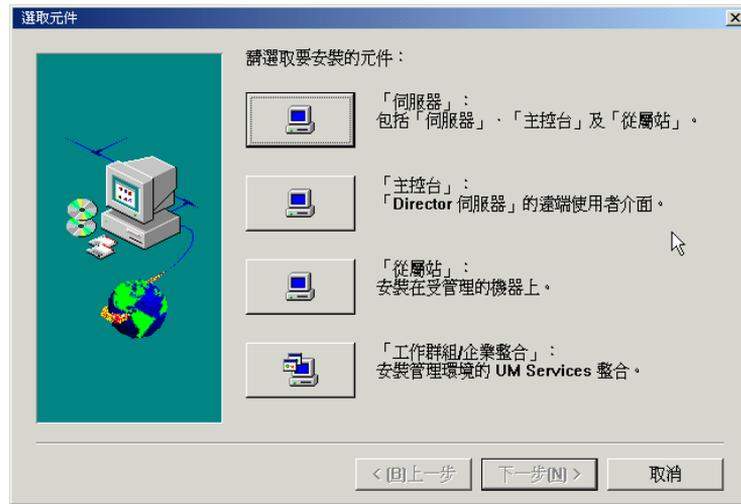 選取元件
請選取要安裝的元件：
「伺服器」：
包括「伺服器」、「主控台」及「從屬站」。
「主控台」：
「Director 伺服器」的遠端使用者介面。
「從屬站」：
安裝在受管理的機器上。
「工作群組/企業整合」：
安裝管理環境的 UM Services 整合。
< (B)上一步
下一步(N) >
取消